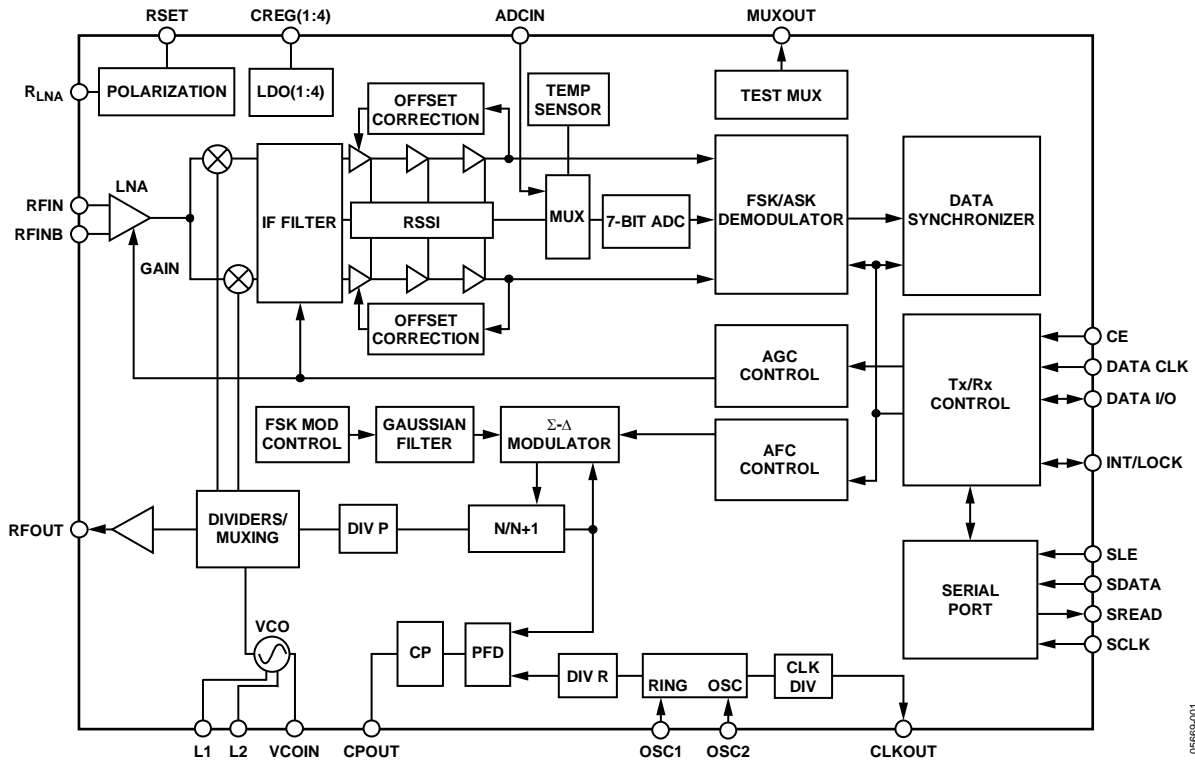 RSET
CREG(1:4)
ADCIN
MUXOUT
RLNA
POLARIZATION
LDO(1:4)
OFFSET
CORRECTION
TEMP
SENSOR
TEST MUX
LNA
RFIN
RFINB
GAIN
IF FILTER
RSSI
MUX
7-BIT ADC
FSK/ASK
DEMODULATOR
DATA
SYNCHRONIZER
OFFSET
CORRECTION
AGC
CONTROL
Tx/Rx
CONTROL
CE
DATA CLK
DATA I/O
INT/LOCK
FSK MOD
CONTROL
GAUSSIAN
FILTER
Σ-Δ
MODULATOR
AFC
CONTROL
RFOUT
DIVIDERS/
MUXING
DIV P
N/N+1
SERIAL
PORT
SLE
SDATA
SREAD
SCLK
VCO
CP
PFD
DIV R
RING
OSC
CLK
DIV
L1
L2
VCOIN
CPOUT
OSC1
OSC2
CLKOUT
05669-001